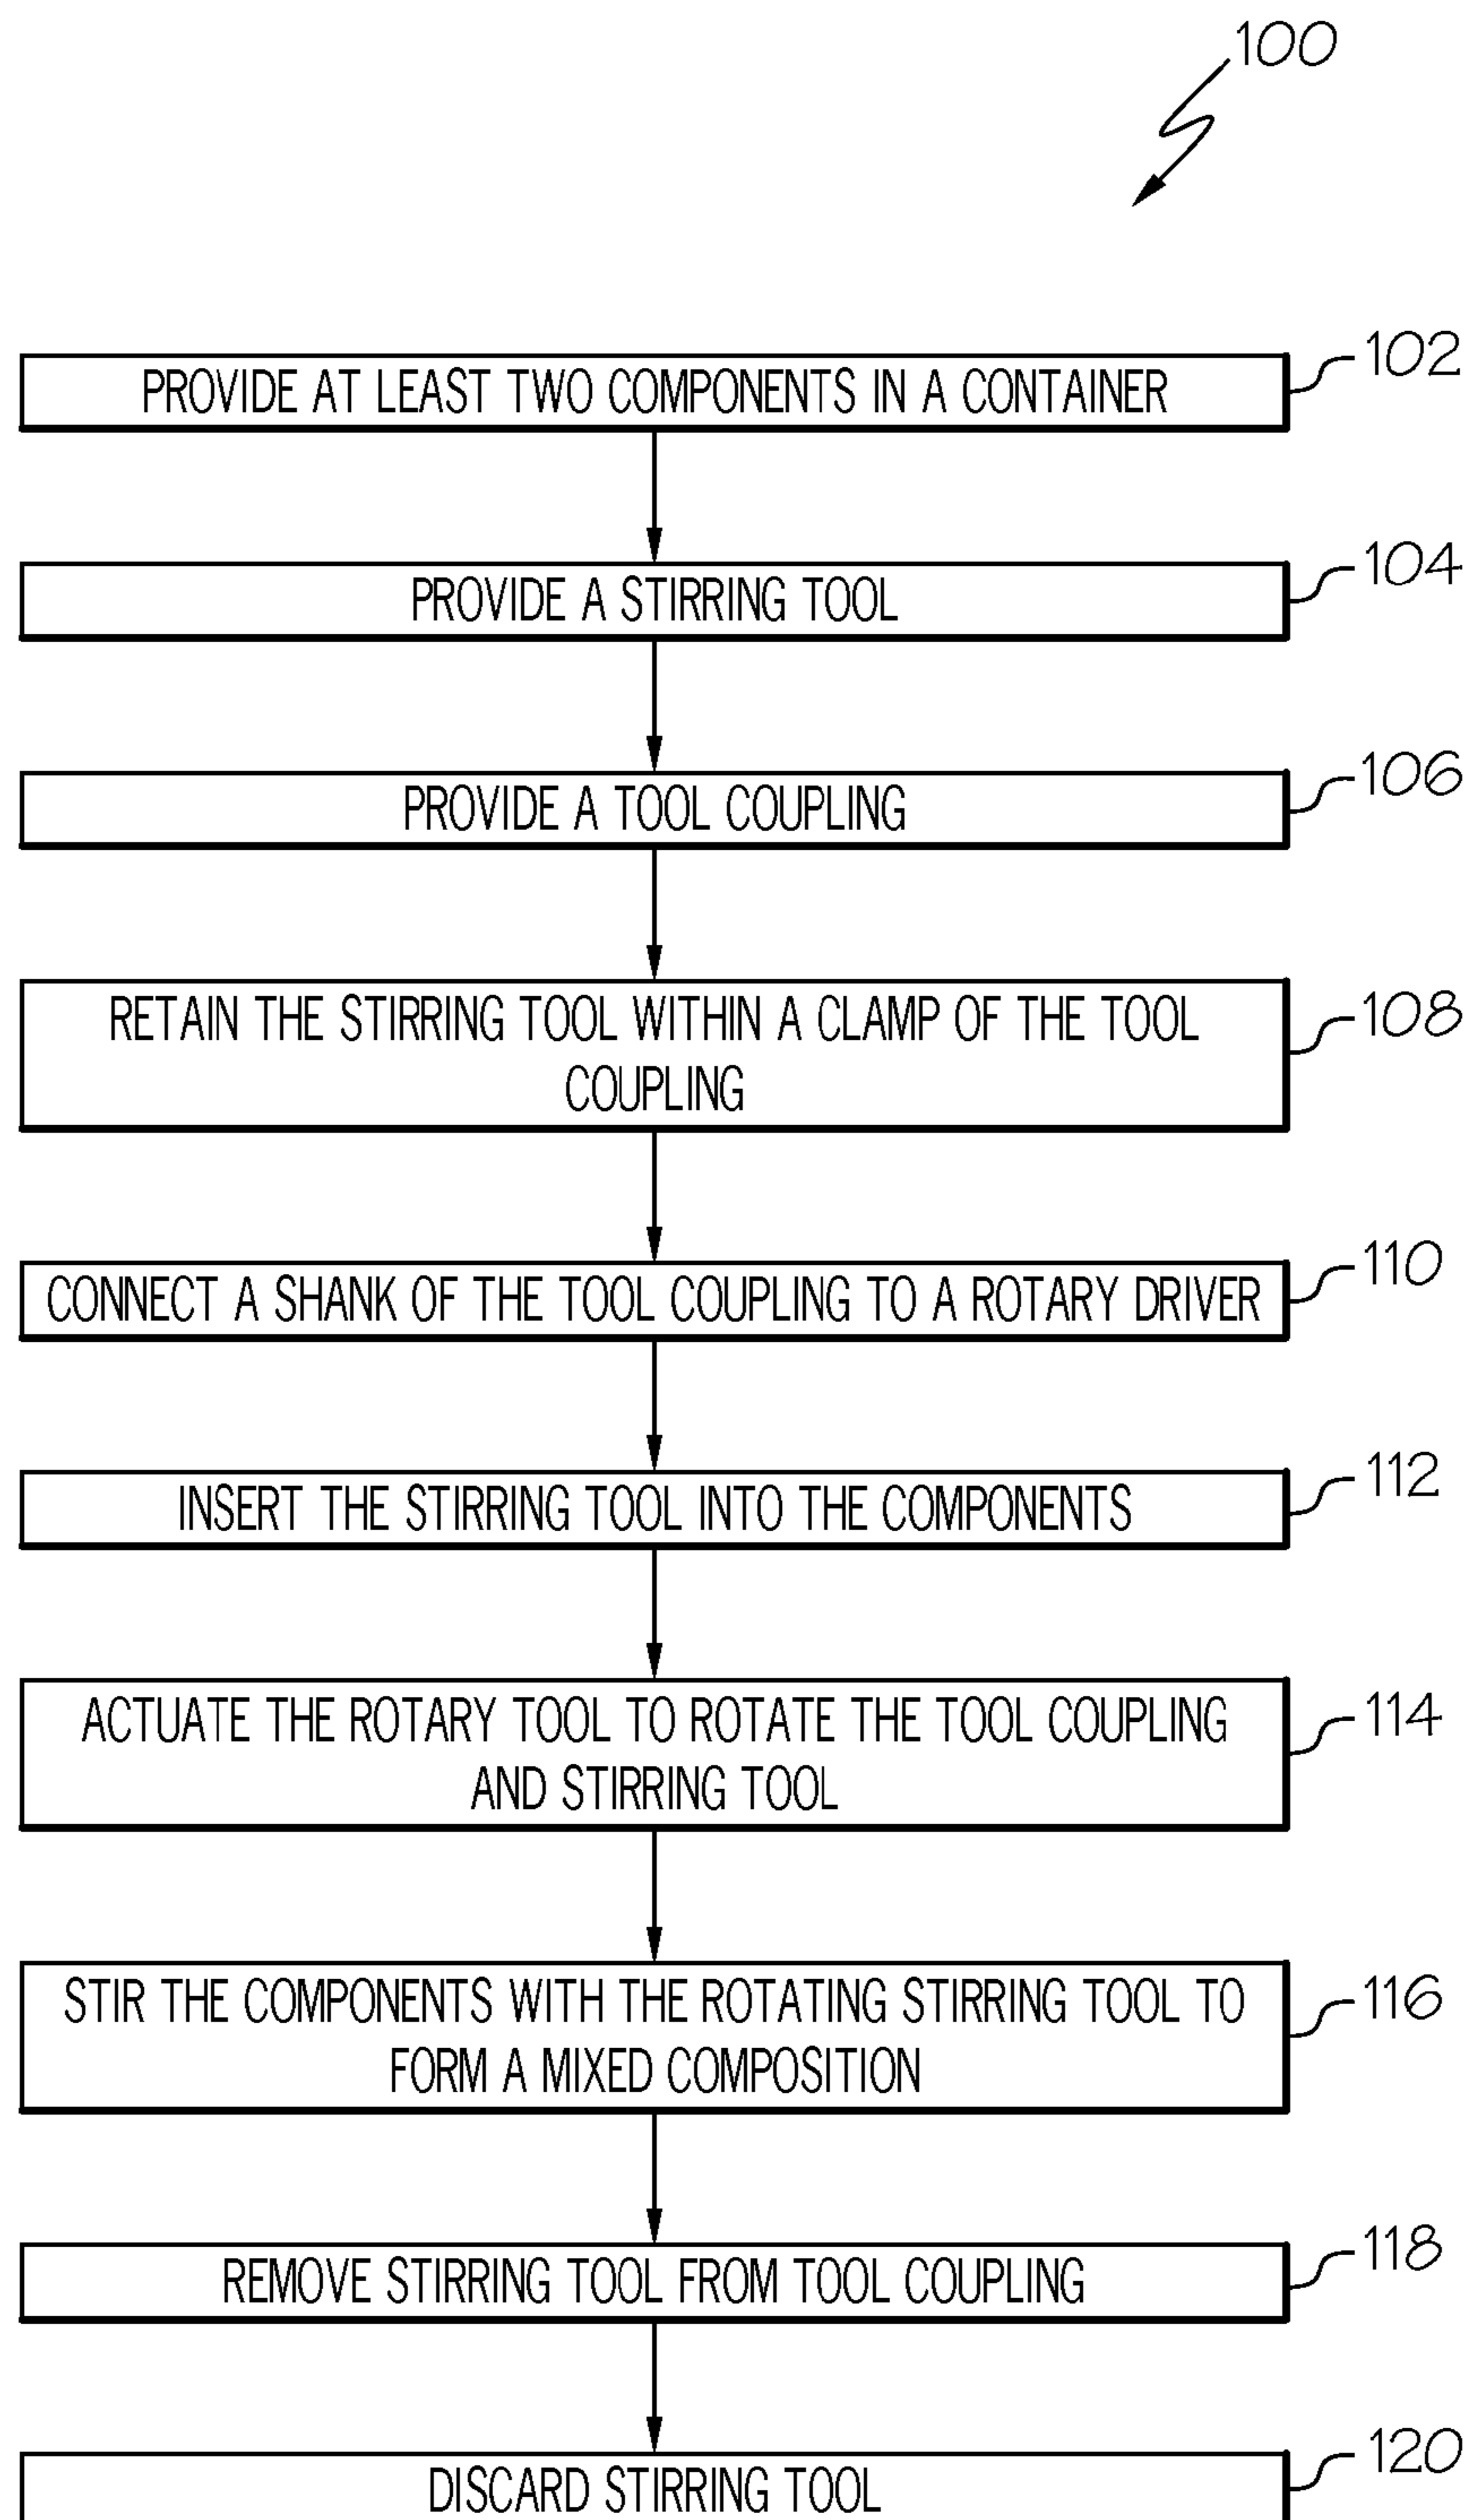 100
PROVIDE AT LEAST TWO COMPONENTS IN A CONTAINER
102
PROVIDE A STIRRING TOOL
104
PROVIDE A TOOL COUPLING
106
RETAIN THE STIRRING TOOL WITHIN A CLAMP OF THE TOOL
COUPLING
108
CONNECT A SHANK OF THE TOOL COUPLING TO A ROTARY DRIVER
110
INSERT THE STIRRING TOOL INTO THE COMPONENTS
112
ACTUATE THE ROTARY TOOL TO ROTATE THE TOOL COUPLING
AND STIRRING TOOL
114
STIR THE COMPONENTS WITH THE ROTATING STIRRING TOOL TO
FORM A MIXED COMPOSITION
116
REMOVE STIRRING TOOL FROM TOOL COUPLING
118
DISCARD STIRRING TOOL
120